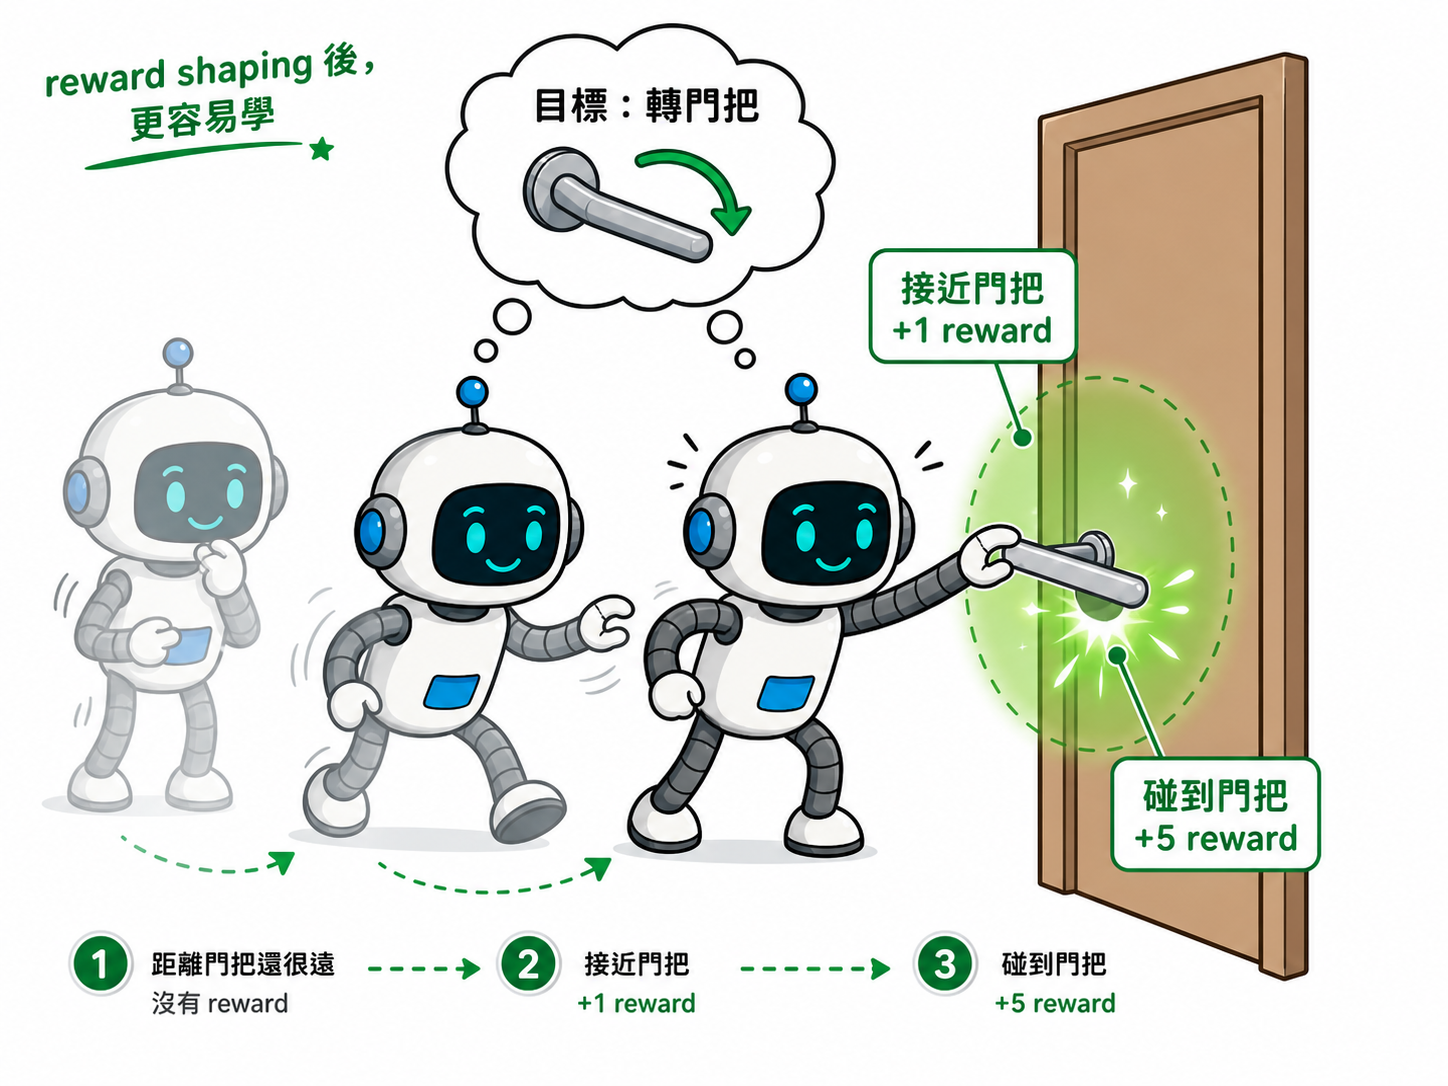 reward shaping 後，
更容易學
目標：轉門把
接近門把
+1 reward
碰到門把
+5 reward
1
距離門把還很遠
沒有 reward
2
接近門把
+1 reward
3
碰到門把
+5 reward